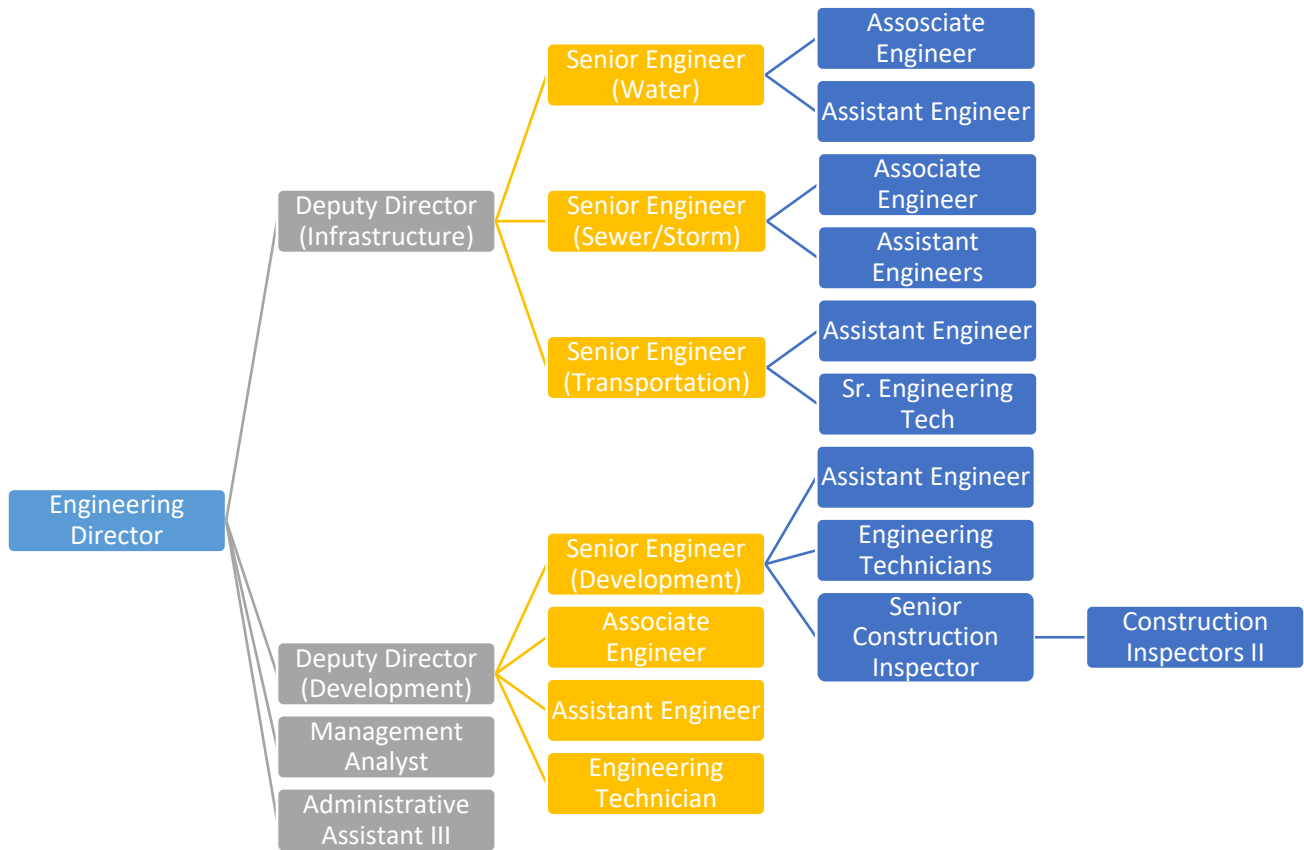 Engineering
Director
Deputy Director
(Infrastructure)
Senior Engineer
(Water)
Assosciate
Engineer
Assistant Engineer
Senior Engineer
(Sewer/Storm)
Associate
Engineer
Assistant
Engineers
Senior Engineer
(Transportation)
Assistant Engineer
Sr. Engineering
Tech
Deputy Director
(Development)
Senior Engineer
(Development)
Assistant Engineer
Engineering
Technicians
Senior
Construction
Inspector
Construction
Inspectors II
Associate
Engineer
Assistant Engineer
Engineering
Technician
Management
Analyst
Administrative
Assistant III